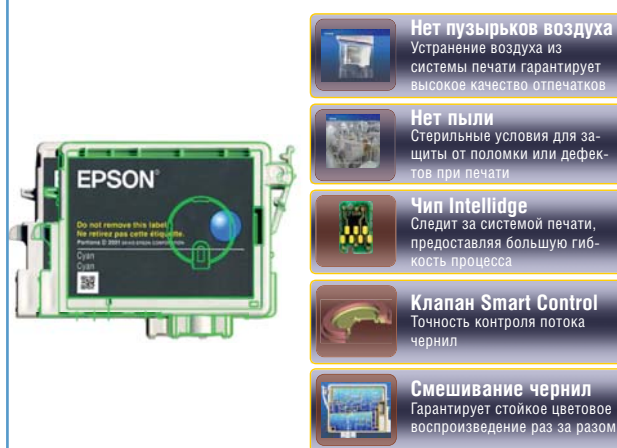 EPSON®
Do not remove this label.
Ne retirez pas cette étiquette.
Cyan
Cyan
Нет пузырьков воздуха
Устранение воздуха из
системы печати гарантирует
высокое качество отпечатков
Нет пыли
Стерильные условия для за-
щиты от поломки или дефек-
тов при печати
Чип Intellidge
Следит за системой печати,
предоставляя большую гиб-
кость процесса
Клапан Smart Control
Точность контроля потока
чернил
Смешивание чернил
Гарантирует стойкое цветовое
воспроизведение раз за разом